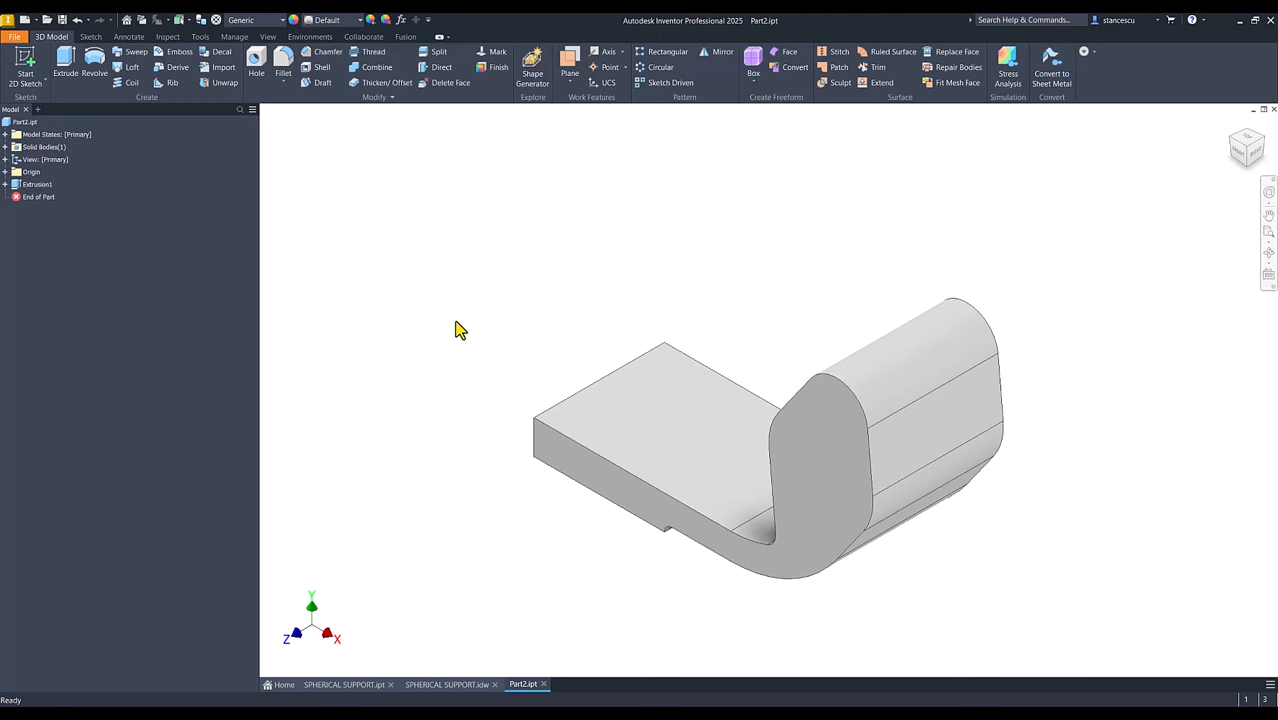 Generic Default fx Autodesk Inventor Professional 2025 Part2.ipt Search Help & Commands... stancescu
File 3D Model Sketch Annotate Inspect Tools Manage View Environments Collaborate Fusion
Start
2D Sketch
Extrude Revolve
Sweep Emboss Decal
Loft Derive Import
Coil Rib Unwrap
Hole Fillet
Chamfer Thread Split Mark
Shell Combine Direct Finish
Draft Thicken/ Offset Delete Face
Shape
Generator
Plane
Axis
Point
UCS
Rectangular Mirror
Circular
Sketch Driven
Box
Face
Convert
Stitch Ruled Surface Replace Face
Patch Trim Repair Bodies
Sculpt Extend Fit Mesh Face
Stress
Analysis
Convert to
Sheet Metal
Sketch Create Modify Explore Work Features Pattern Create Freeform Surface Simulation Convert
Model
Part2.ipt
Model States: [Primary]
Solid Bodies(1)
View: [Primary]
Origin
Extrusion1
End of Part
TOP
FRONT RIGHT
Y
Z X
Home SPHERICAL SUPPORT.ipt SPHERICAL SUPPORT.idw Part2.ipt
Ready 1 3